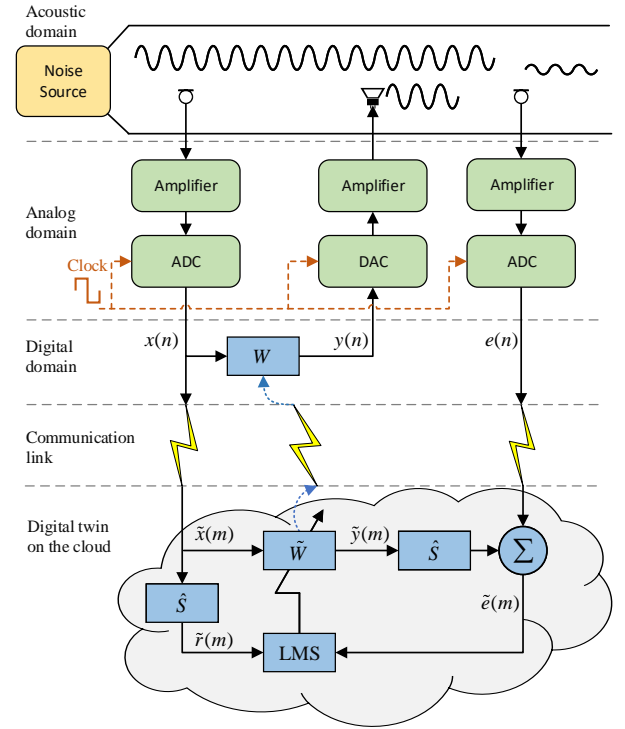 Acoustic
domain
Noise
Source
Amplifier
Amplifier
Amplifier
Analog
domain
Clock
ADC
DAC
ADC
x(n)
y(n)
e(n)
Digital
domain
W
Communication
link
Digital twin
on the cloud
x̃(m)
W̃
ỹ(m)
Ŝ
Σ
Ŝ
ẽ(m)
r̃(m)
LMS